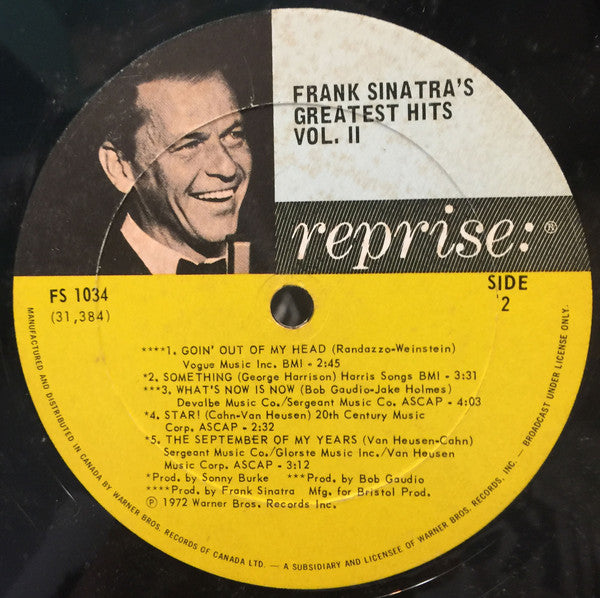 FRANK SINATRA'S
GREATEST HITS
VOL. II
reprise:®
FS 1034
(31,384)
SIDE
2
****1. GOIN' OUT OF MY HEAD (Randazzo-Weinstein)
Vogue Music Inc. BMI - 2:45
*2. SOMETHING (George Harrison) Harris Songs BMI - 3:31
***3. WHAT'S NOW IS NOW (Bob Gaudio-Jake Holmes)
Devalbe Music Co./Sergeant Music Co. ASCAP - 4:03
*4. STAR! (Cahn-Van Heusen) 20th Century Music
Corp. ASCAP - 2:32
*5. THE SEPTEMBER OF MY YEARS (Van Heusen-Cahn)
Sergeant Music Co./Glorste Music Inc./Van Heusen
Music Corp. ASCAP - 3:12
*Prod. by Sonny Burke ***Prod. by Bob Gaudio
****Prod. by Frank Sinatra Mfg. for Bristol Prod.
℗ 1972 Warner Bros. Records Inc.
MANUFACTURED AND DISTRIBUTED IN CANADA BY WARNER BROS. RECORDS OF CANADA LTD. — A SUBSIDIARY AND LICENSEE OF WARNER BROS. RECORDS, INC. — BROADCAST UNDER LICENSE ONLY.